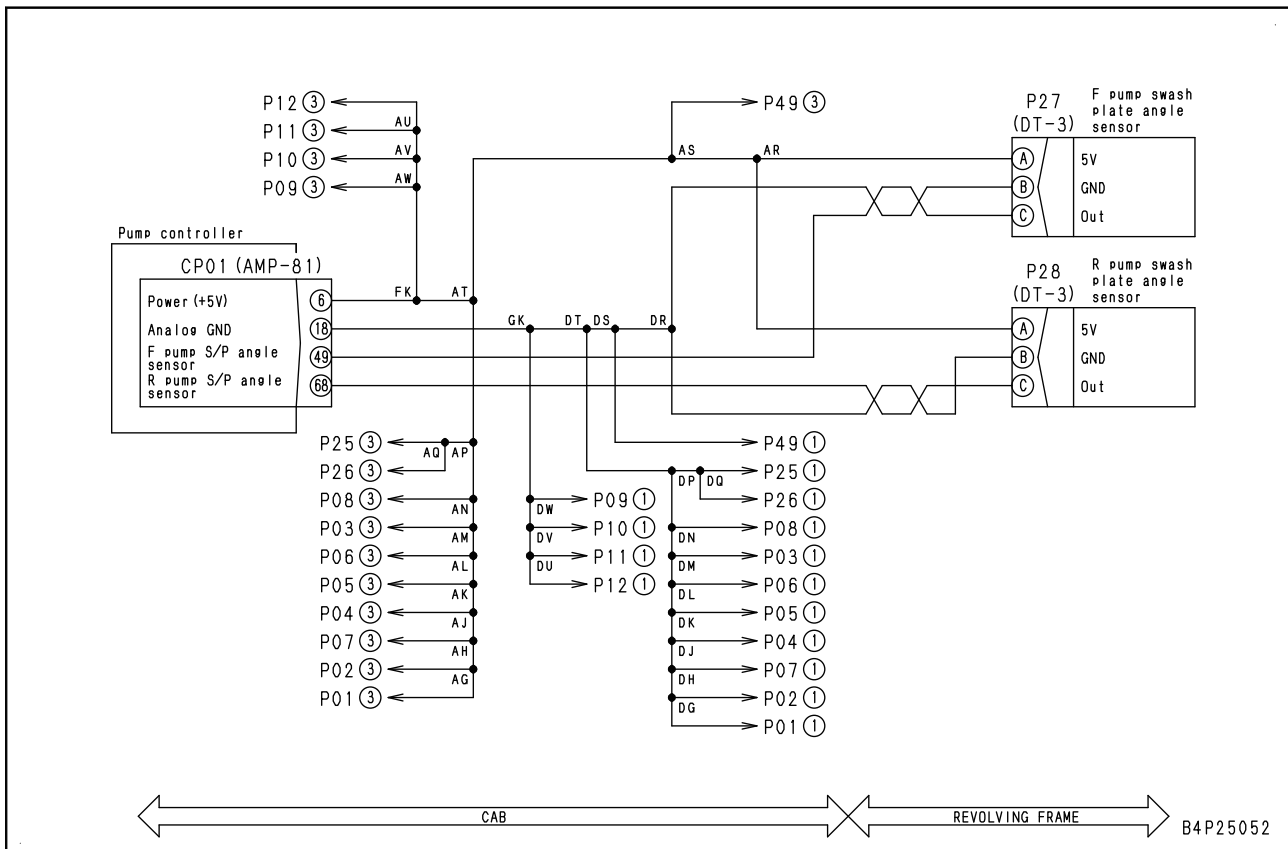 P12 ③
P11 ③
P10 ③
P09 ③
AU
AV
AW
P49 ③
AS
AR
P27
(DT-3)
F pump swash
plate angle
sensor
A
5V
B
GND
C
Out
Pump controller
CP01 (AMP-81)
Power (+5V)
6
Analog GND
18
F pump S/P angle
sensor
49
R pump S/P angle
sensor
68
FK
AT
GK
DT
DS
DR
P28
(DT-3)
R pump swash
plate angle
sensor
A
5V
B
GND
C
Out
P25 ③
P26 ③
P08 ③
P03 ③
P06 ③
P05 ③
P04 ③
P07 ③
P02 ③
P01 ③
AQ
AP
AN
AM
AL
AK
AJ
AH
AG
DW
DV
DU
P09 ①
P10 ①
P11 ①
P12 ①
DP
DQ
DN
DM
DL
DK
DJ
DH
DG
P49 ①
P25 ①
P26 ①
P08 ①
P03 ①
P06 ①
P05 ①
P04 ①
P07 ①
P02 ①
P01 ①
CAB
REVOLVING FRAME
B4P25052